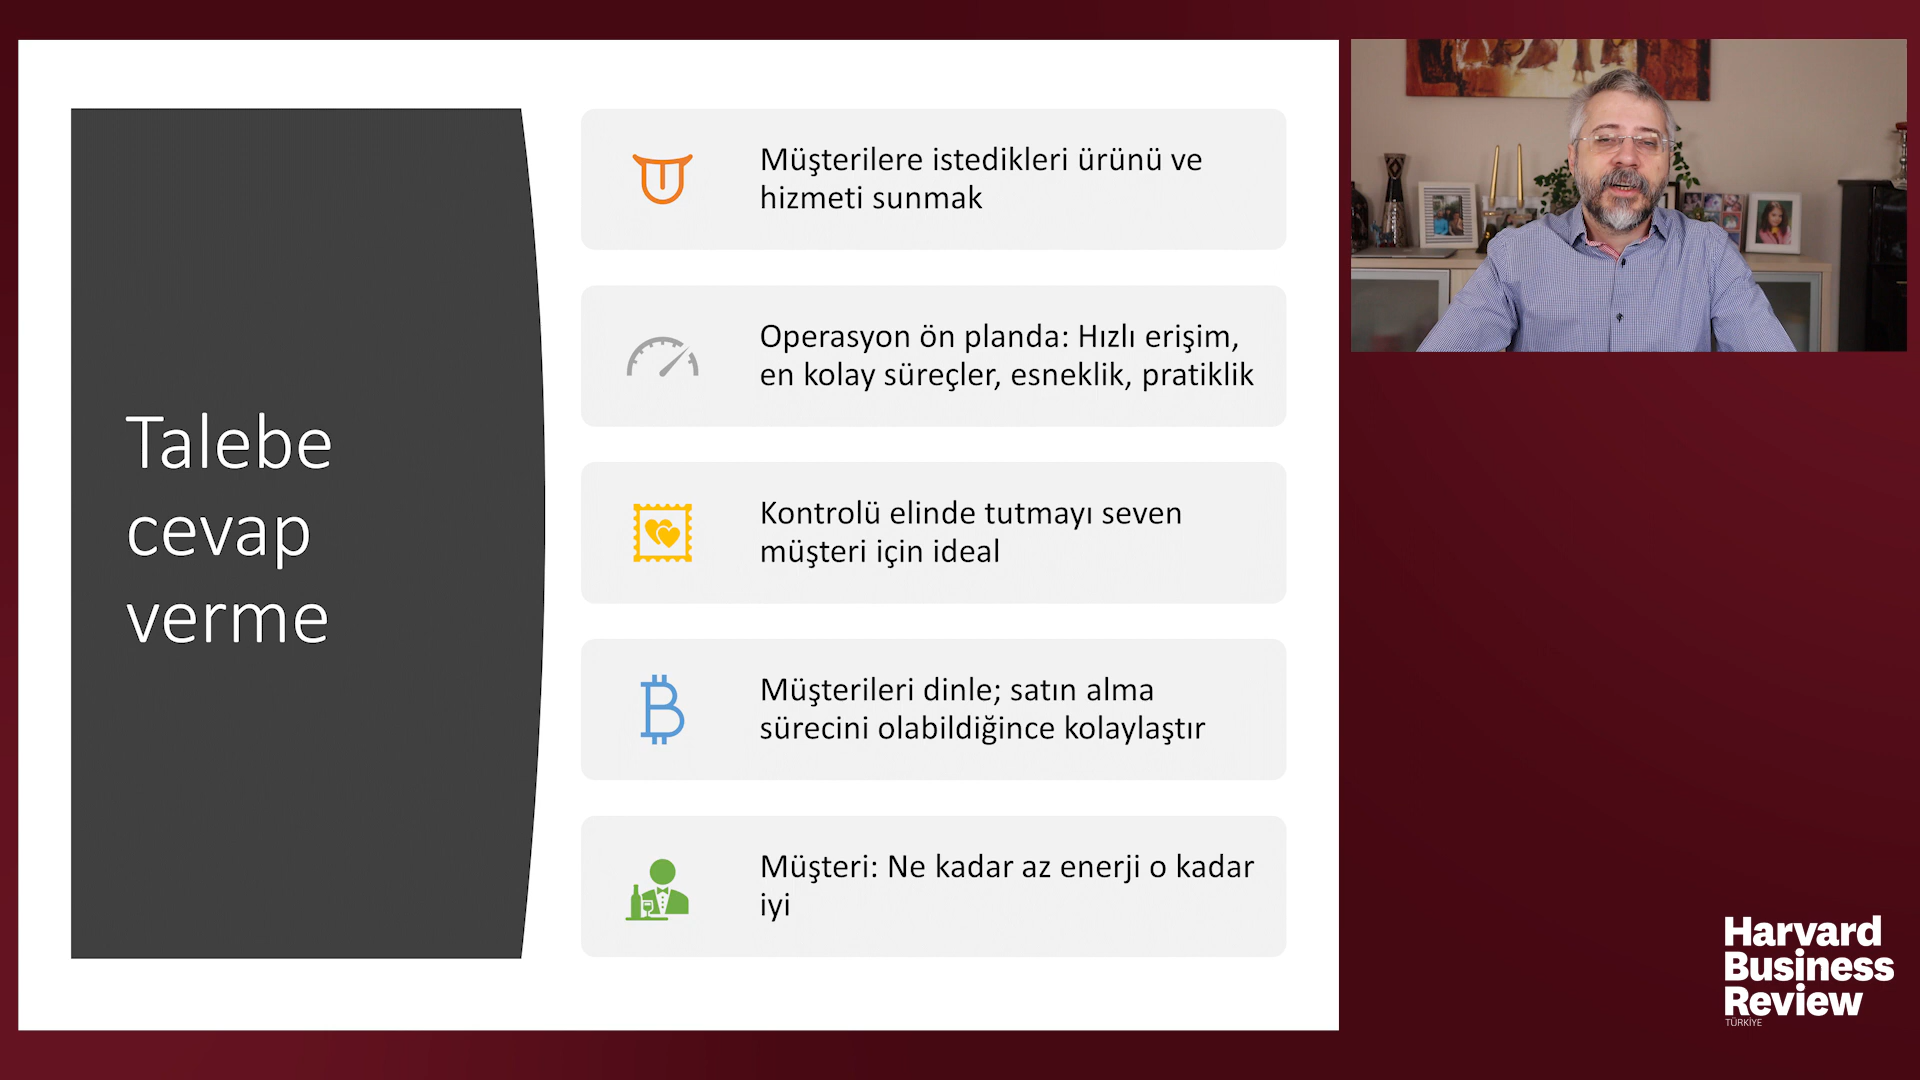 Talebe
cevap
verme
Müşterilere istedikleri ürünü ve
hizmeti sunmak
Operasyon ön planda: Hızlı erişim,
en kolay süreçler, esneklik, pratiklik
Kontrolü elinde tutmayı seven
müşteri için ideal
Müşterileri dinle; satın alma
sürecini olabildiğince kolaylaştır
Müşteri: Ne kadar az enerji o kadar
iyi
Harvard
Business
Review
TÜRKİYE